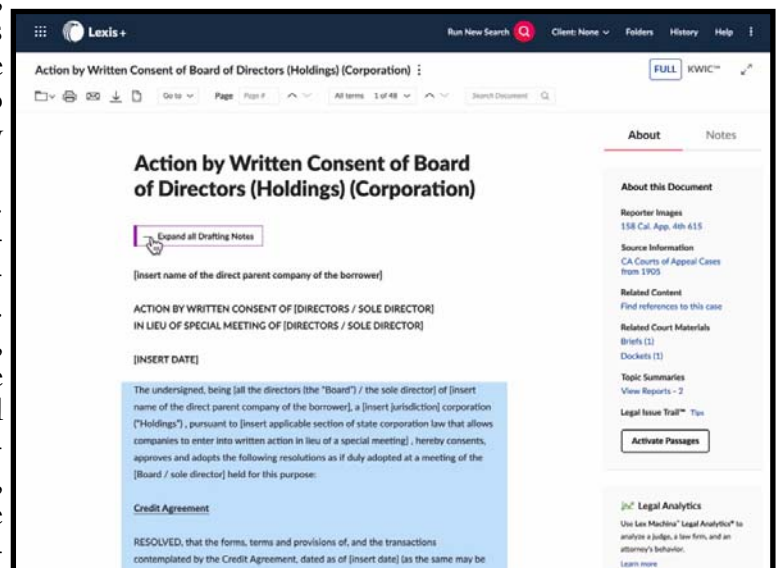 Lexis+
Run New Search
Client: None
Folders
History
Help
Action by Written Consent of Board of Directors (Holdings) (Corporation)
FULL KWIC™
Go to
Page Page #
All terms 1 of 48
Search Document
About Notes
Action by Written Consent of Board
of Directors (Holdings) (Corporation)
Expand all Drafting Notes
[insert name of the direct parent company of the borrower]
ACTION BY WRITTEN CONSENT OF [DIRECTORS / SOLE DIRECTOR]
IN LIEU OF SPECIAL MEETING OF [DIRECTORS / SOLE DIRECTOR]
[INSERT DATE]
The undersigned, being [all the directors (the "Board") / the sole director] of [insert
name of the direct parent company of the borrower], a [insert jurisdiction] corporation
("Holdings") , pursuant to [insert applicable section of state corporation law that allows
companies to enter into written action in lieu of a special meeting] , hereby consents,
approves and adopts the following resolutions as if duly adopted at a meeting of the
[Board / sole director] held for this purpose:
Credit Agreement
RESOLVED, that the forms, terms and provisions of, and the transactions
contemplated by the Credit Agreement, dated as of [insert date] (as the same may be
About this Document
Reporter Images
158 Cal. App. 4th 615
Source Information
CA Courts of Appeal Cases
from 1905
Related Content
Find references to this case
Related Court Materials
Briefs (1)
Dockets (1)
Topic Summaries
View Reports - 2
Legal Issue Trail™ Tips
Activate Passages
Legal Analytics
Use Lex Machina® Legal Analytics® to
analyze a judge, a law firm, and an
attorney's behavior.
Learn more